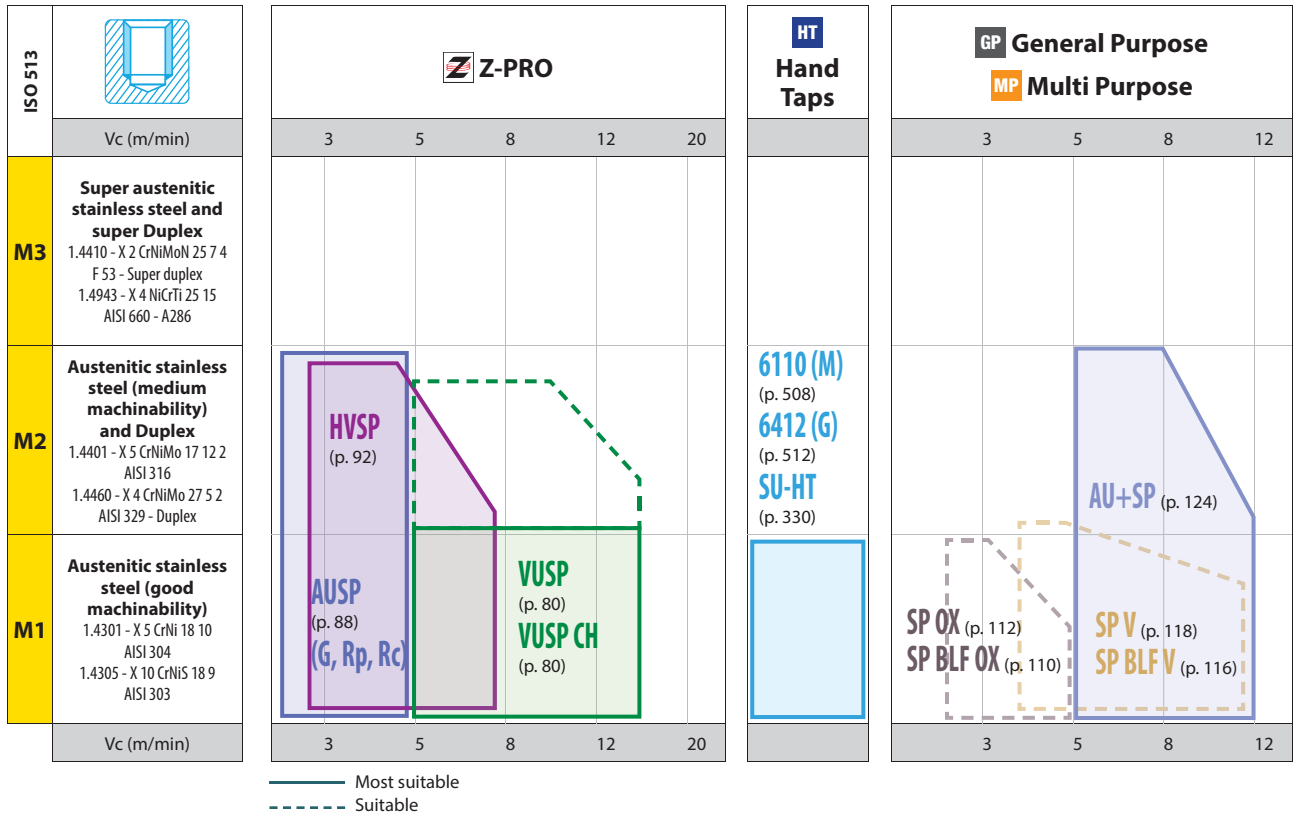 ISO 513
Z-PRO
HT
Hand
Taps
GP General Purpose
MP Multi Purpose
Vc (m/min)
3 5 8 12 20
3 5 8 12
M3
Super austenitic
stainless steel and
super Duplex
1.4410 - X 2 CrNiMoN 25 7 4
F 53 - Super duplex
1.4943 - X 4 NiCrTi 25 15
AISI 660 - A286
M2
Austenitic stainless
steel (medium
machinability)
and Duplex
1.4401 - X 5 CrNiMo 17 12 2
AISI 316
1.4460 - X 4 CrNiMo 27 5 2
AISI 329 - Duplex
HVSP
(p. 92)
6110 (M)
(p. 508)
6412 (G)
(p. 512)
SU-HT
(p. 330)
AU+SP (p. 124)
M1
Austenitic stainless
steel (good
machinability)
1.4301 - X 5 CrNi 18 10
AISI 304
1.4305 - X 10 CrNiS 18 9
AISI 303
AUSP
(p. 88)
(G, Rp, Rc)
VUSP
(p. 80)
VUSP CH
(p. 80)
SP OX (p. 112)
SP BLF OX (p. 110)
SP V (p. 118)
SP BLF V (p. 116)
Vc (m/min)
3 5 8 12 20
3 5 8 12
Most suitable
Suitable